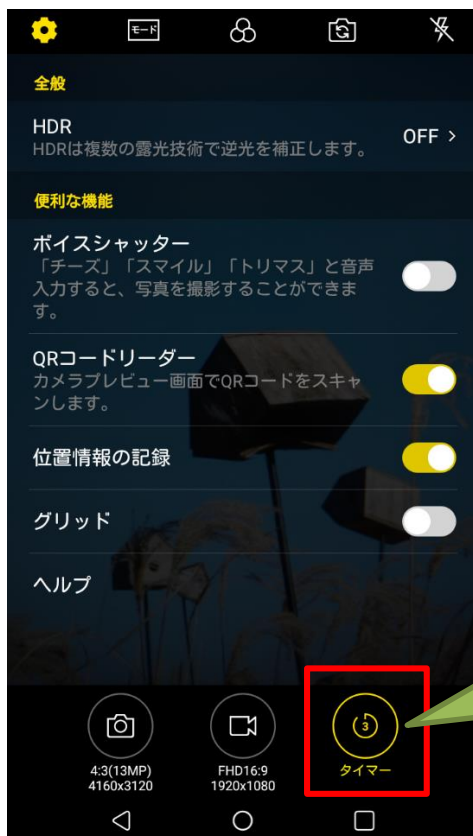 モード
全般
HDR
HDRは複数の露光技術で逆光を補正します。
OFF >
便利な機能
ボイスシャッター
「チーズ」「スマイル」「トリマス」と音声
入力すると、写真を撮影することができま
す。
QRコードリーダー
カメラプレビュー画面でQRコードをスキャ
ンします。
位置情報の記録
グリッド
ヘルプ
3
4:3(13MP)
4160x3120
FHD16:9
1920x1080
タイマー